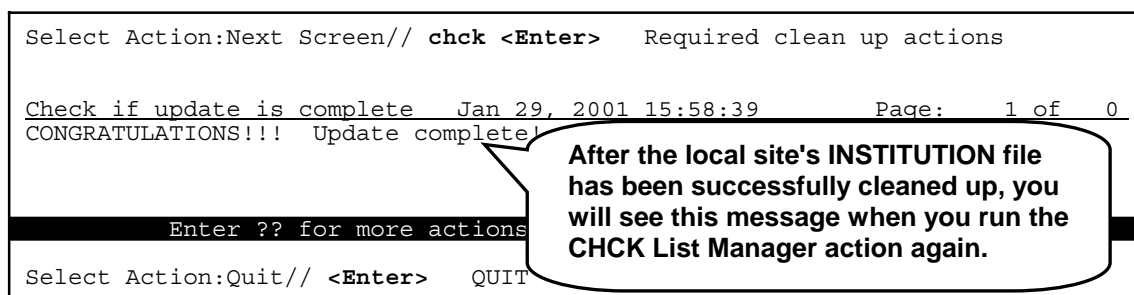 Select Action:Next Screen// chck <Enter>   Required clean up actions
Check if update is complete   Jan 29, 2001 15:58:39          Page:    1 of    0
CONGRATULATIONS!!!  Update complete!
After the local site's INSTITUTION file
has been successfully cleaned up, you
will see this message when you run the
CHCK List Manager action again.
Enter ?? for more actions
Select Action:Quit// <Enter>   QUIT